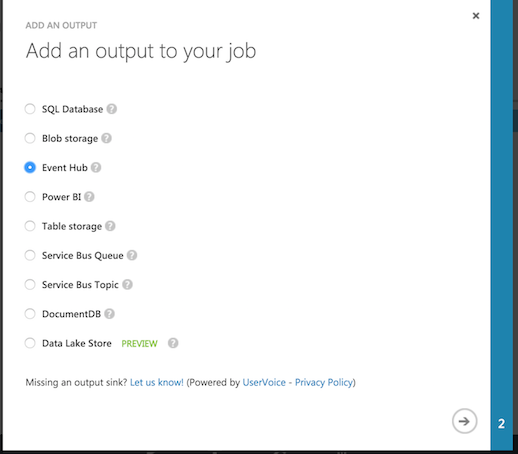 ADD AN OUTPUT
Add an output to your job
SQL Database ?
Blob storage ?
Event Hub ?
Power BI ?
Table storage ?
Service Bus Queue ?
Service Bus Topic ?
DocumentDB ?
Data Lake Store PREVIEW ?
Missing an output sink? Let us know! (Powered by UserVoice - Privacy Policy)
2